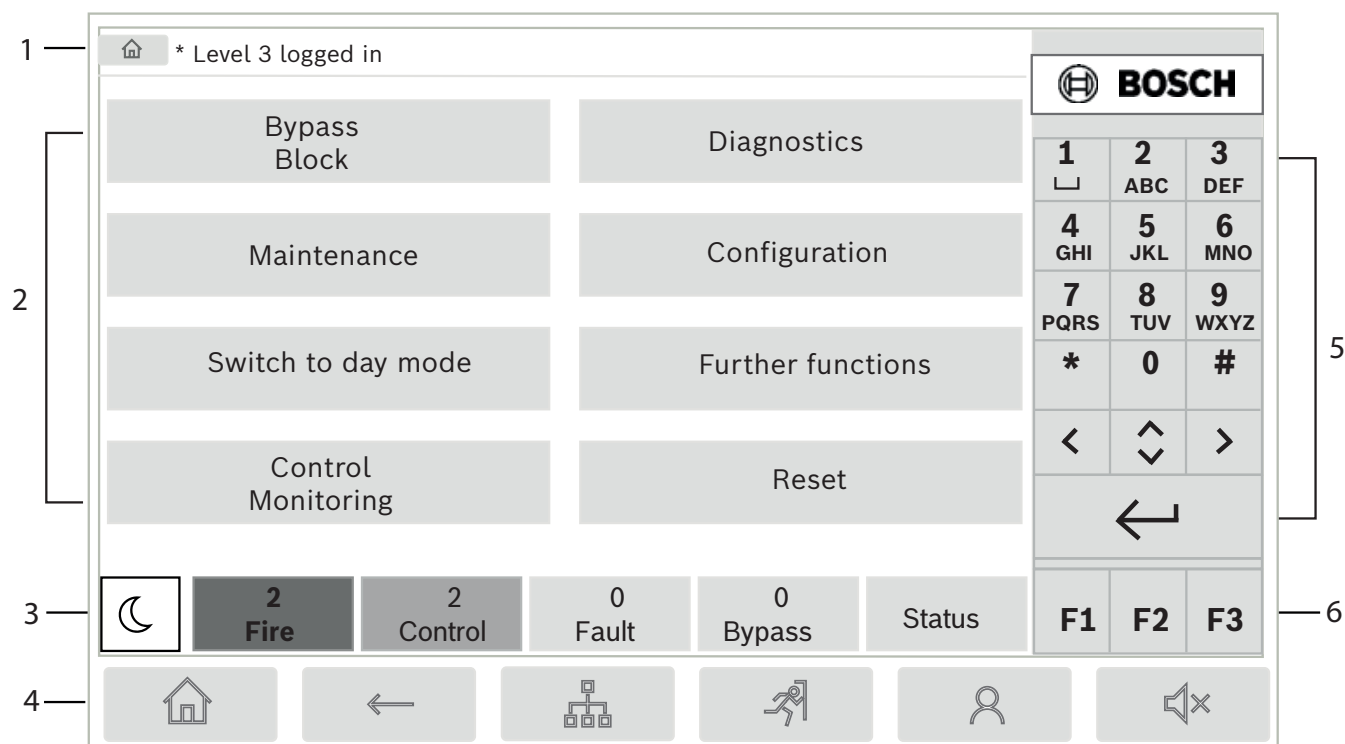 1
* Level 3 logged in
BOSCH
2
Bypass
Block
Diagnostics
Maintenance
Configuration
Switch to day mode
Further functions
Control
Monitoring
Reset
1 2 3
ABC DEF
4 5 6
GHI JKL MNO
7 8 9
PQRS TUV WXYZ
* 0 #
5
3
2
Fire
2
Control
0
Fault
0
Bypass
Status
F1 F2 F3
6
4